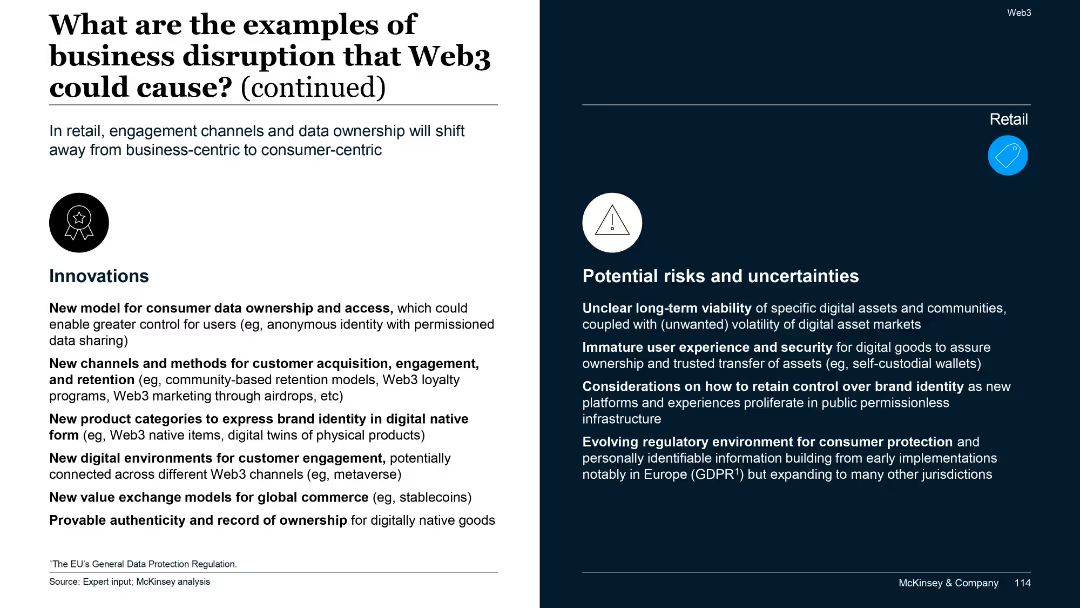 What are the examples of
business disruption that Web3
could cause? (continued)
In retail, engagement channels and data ownership will shift
away from business-centric to consumer-centric
Innovations
New model for consumer data ownership and access, which could
enable greater control for users (eg, anonymous identity with permissioned
data sharing)
New channels and methods for customer acquisition, engagement,
and retention (eg, community-based retention models, Web3 loyalty
programs, Web3 marketing through airdrops, etc)
New product categories to express brand identity in digital native
form (eg, Web3 native items, digital twins of physical products)
New digital environments for customer engagement, potentially
connected across different Web3 channels (eg, metaverse)
New value exchange models for global commerce (eg, stablecoins)
Provable authenticity and record of ownership for digitally native goods
¹The EU's General Data Protection Regulation.
Source: Expert input; McKinsey analysis
Web3
Retail
Potential risks and uncertainties
Unclear long-term viability of specific digital assets and communities,
coupled with (unwanted) volatility of digital asset markets
Immature user experience and security for digital goods to assure
ownership and trusted transfer of assets (eg, self-custodial wallets)
Considerations on how to retain control over brand identity as new
platforms and experiences proliferate in public permissionless
infrastructure
Evolving regulatory environment for consumer protection and
personally identifiable information building from early implementations
notably in Europe (GDPR¹) but expanding to many other jurisdictions
McKinsey & Company 114